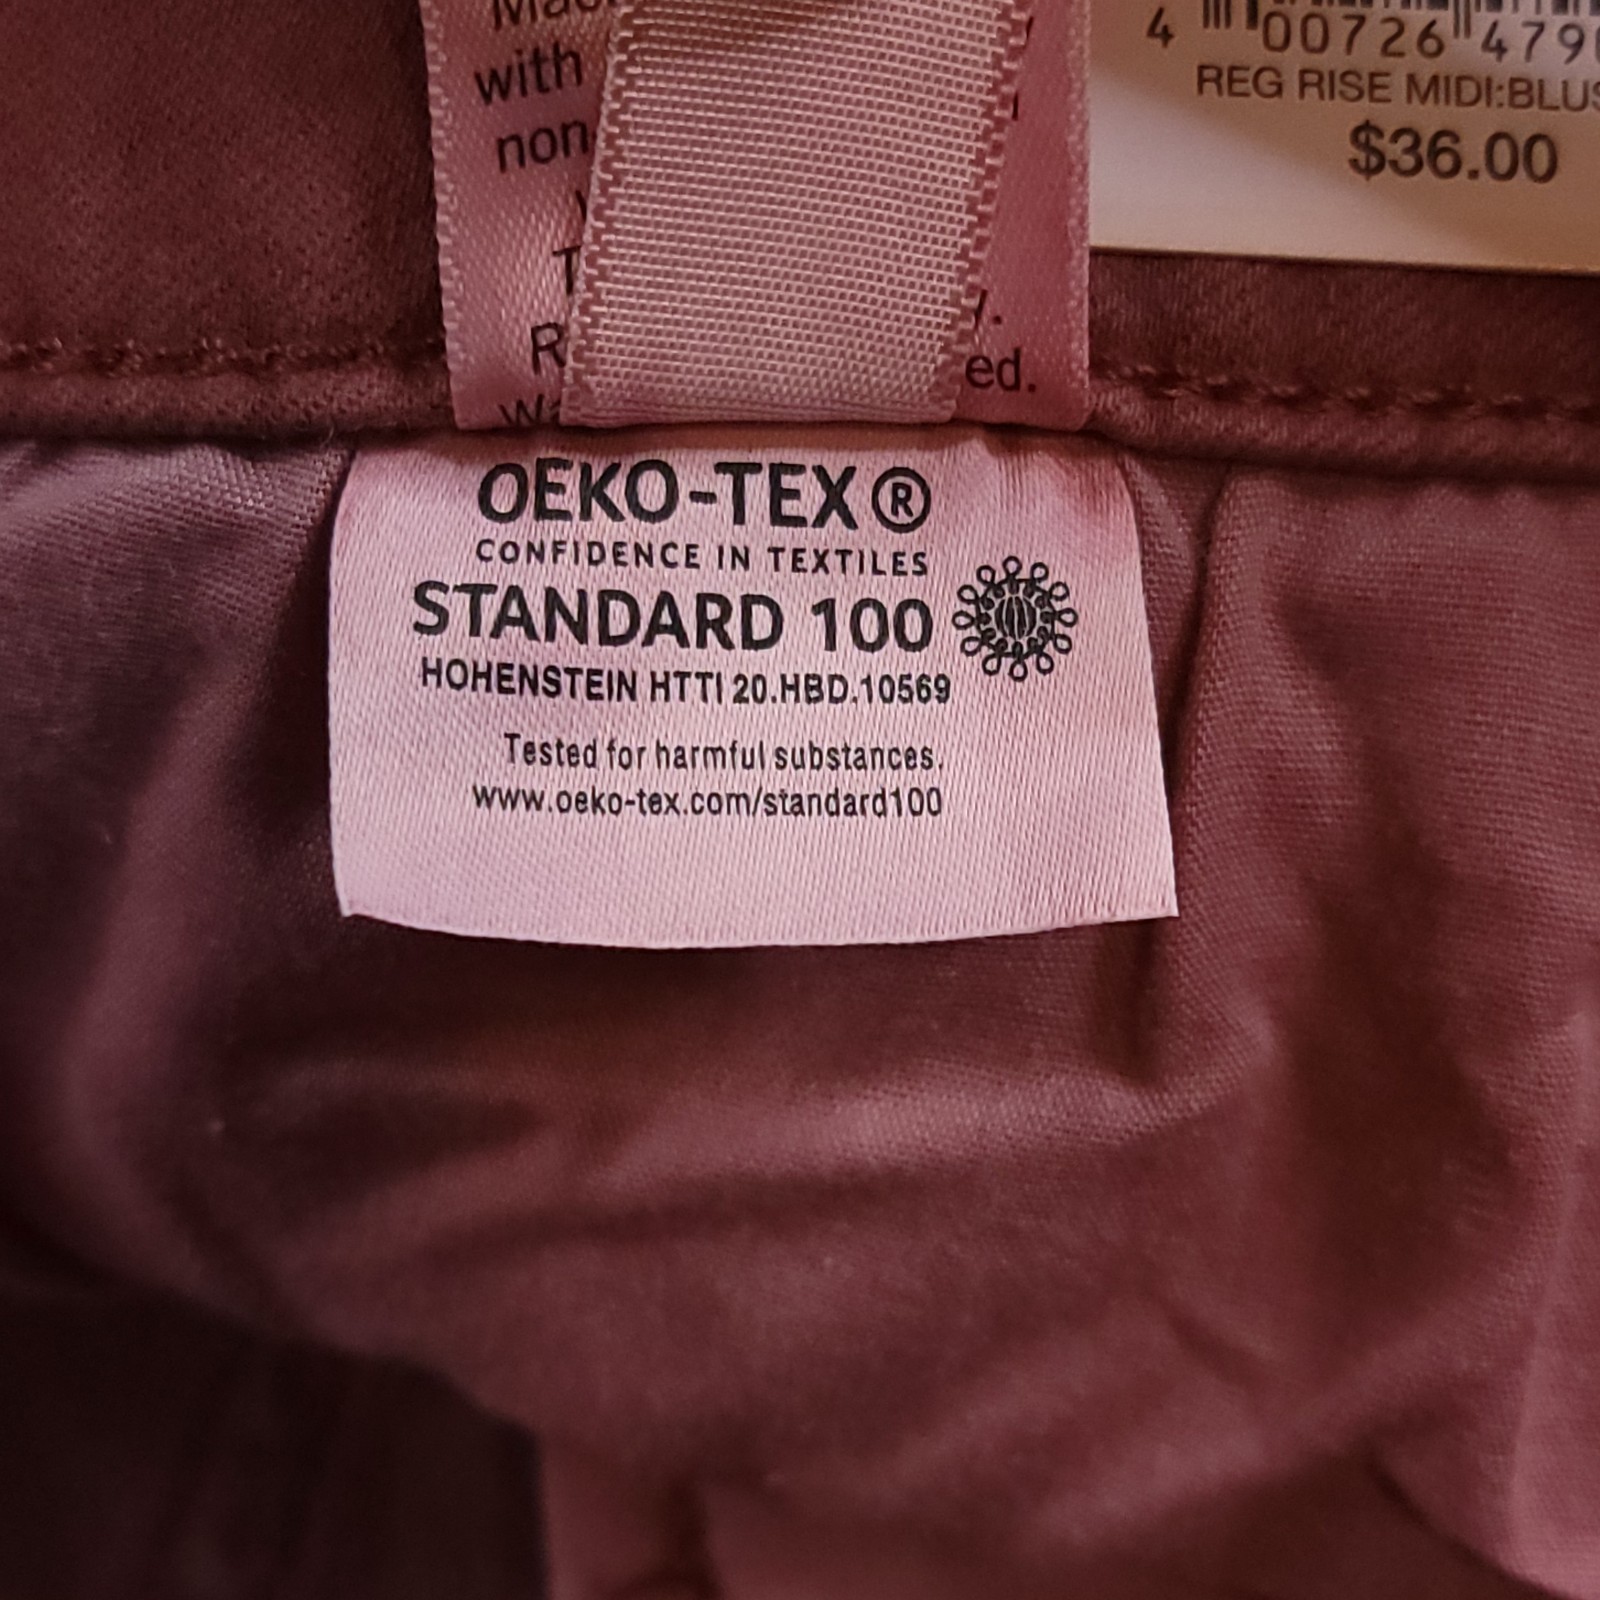 4 00726 479
REG RISE MIDI:BLUS
$36.00
with
non-
ed.
OEKO-TEX®
CONFIDENCE IN TEXTILES
STANDARD 100
HOHENSTEIN HTTI 20.HBD.10569
Tested for harmful substances.
www.oeko-tex.com/standard100